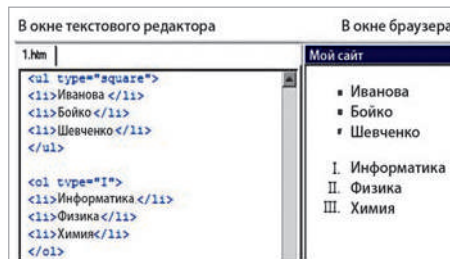 В окне текстового редактора
В окне браузера
1.htm
Мой сайт
<ul type="square">
<li>Иванова </li>
<li>Бойко </li>
<li>Шевченко </li>
</ul>
<ol type="I">
<li>Информатика </li>
<li>Физика</li>
<li>Химия</li>
</ol>
▪ Иванова
▪ Бойко
▪ Шевченко
I. Информатика
II. Физика
III. Химия